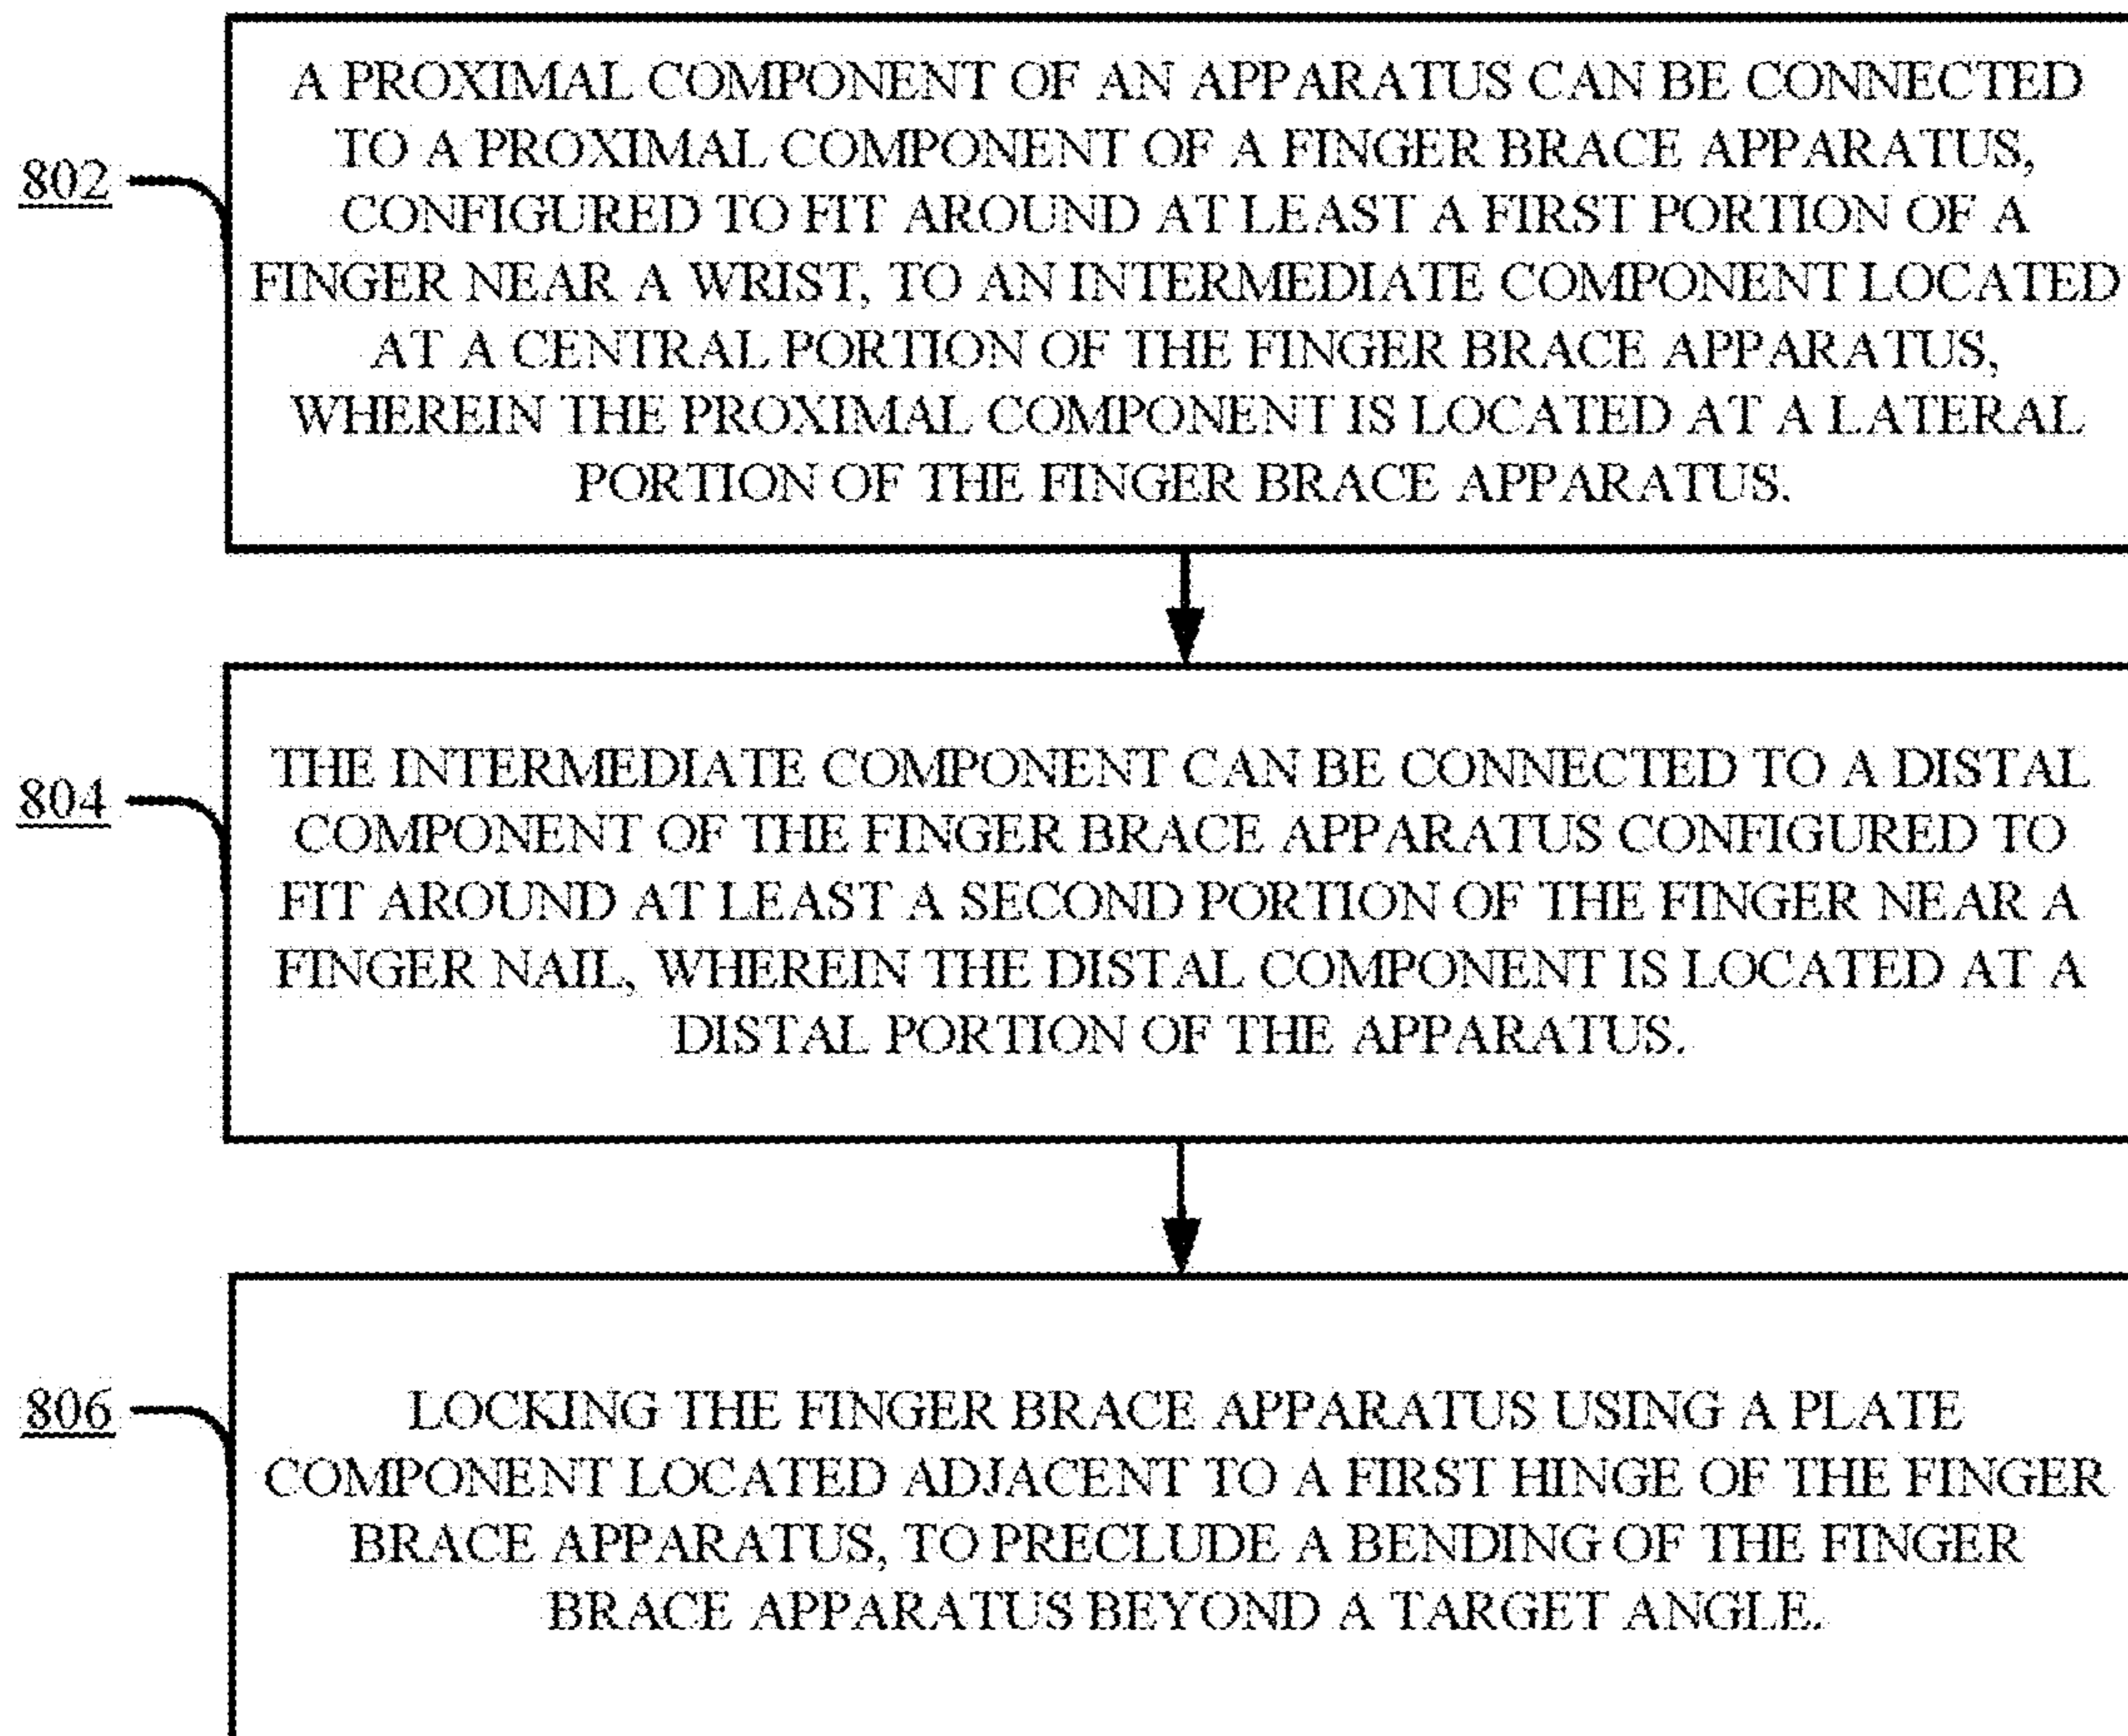 802
A PROXIMAL COMPONENT OF AN APPARATUS CAN BE CONNECTED
TO A PROXIMAL COMPONENT OF A FINGER BRACE APPARATUS,
CONFIGURED TO FIT AROUND AT LEAST A FIRST PORTION OF A
FINGER NEAR A WRIST, TO AN INTERMEDIATE COMPONENT LOCATED
AT A CENTRAL PORTION OF THE FINGER BRACE APPARATUS,
WHEREIN THE PROXIMAL COMPONENT IS LOCATED AT A LATERAL
PORTION OF THE FINGER BRACE APPARATUS.
804
THE INTERMEDIATE COMPONENT CAN BE CONNECTED TO A DISTAL
COMPONENT OF THE FINGER BRACE APPARATUS CONFIGURED TO
FIT AROUND AT LEAST A SECOND PORTION OF THE FINGER NEAR A
FINGER NAIL, WHEREIN THE DISTAL COMPONENT IS LOCATED AT A
DISTAL PORTION OF THE APPARATUS.
806
LOCKING THE FINGER BRACE APPARATUS USING A PLATE
COMPONENT LOCATED ADJACENT TO A FIRST HINGE OF THE FINGER
BRACE APPARATUS, TO PRECLUDE A BENDING OF THE FINGER
BRACE APPARATUS BEYOND A TARGET ANGLE.